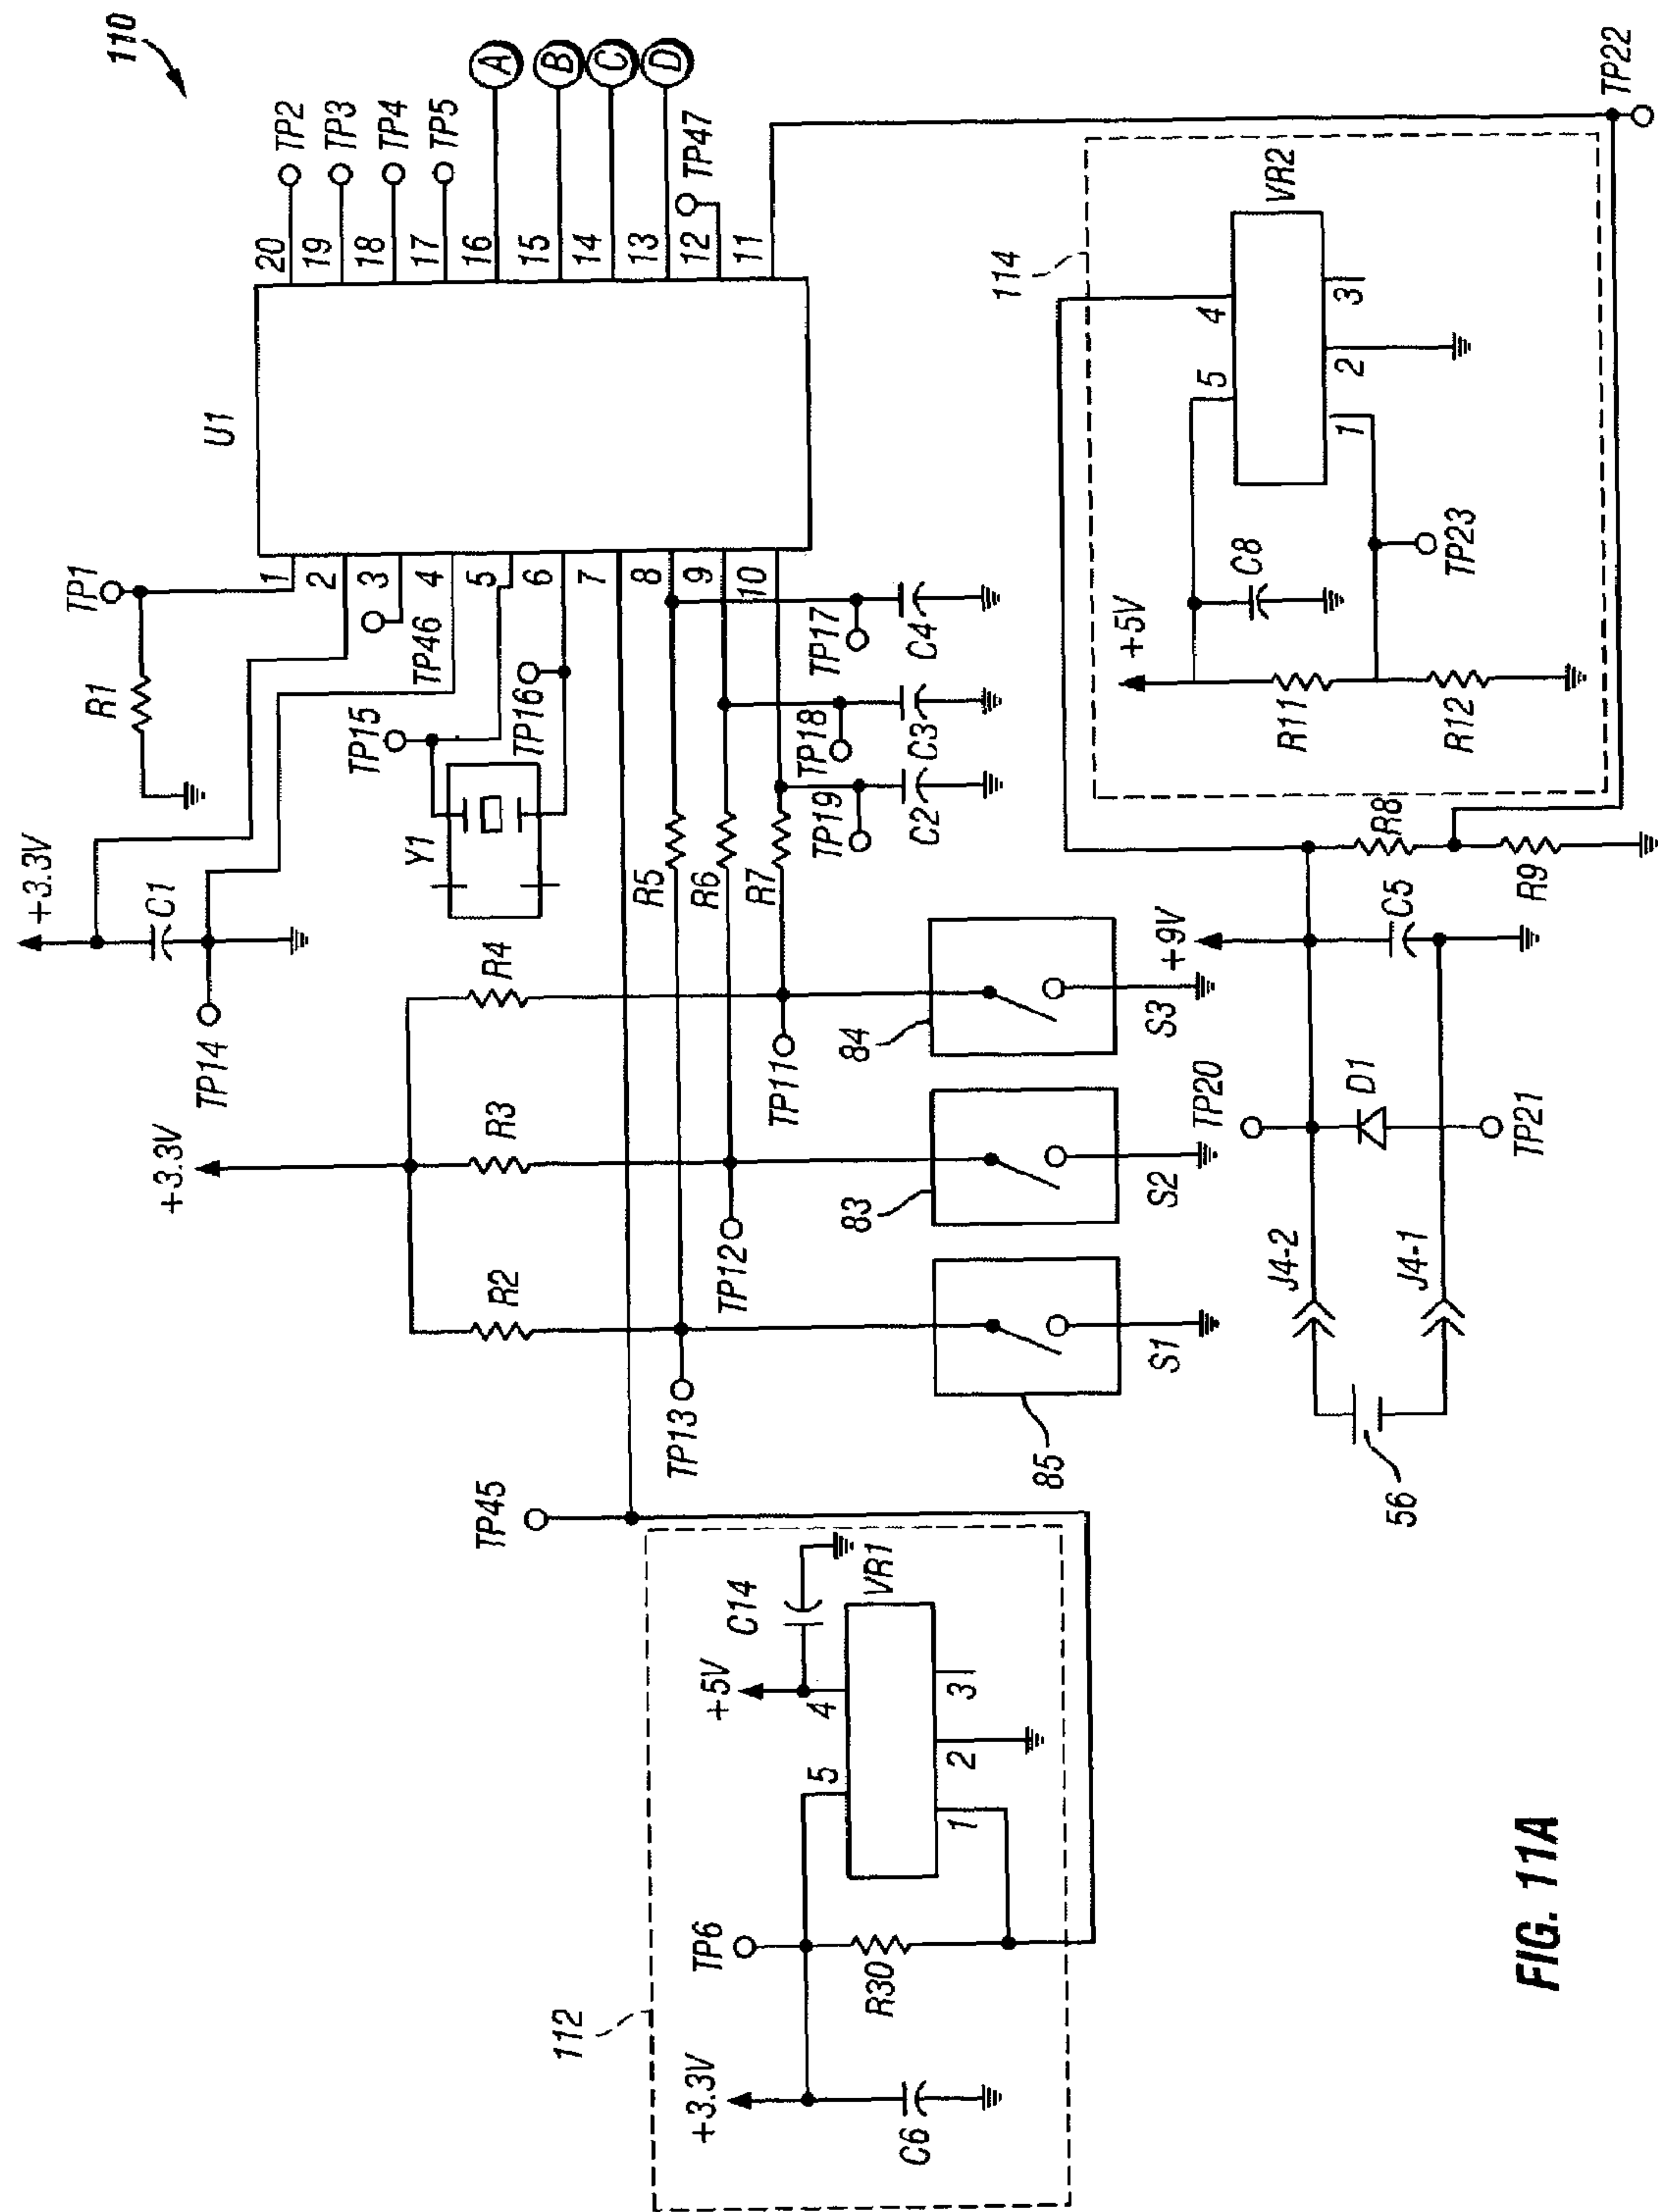 110
U1
20
TP2
19
TP3
18
TP4
17
TP5
16
A
15
B
14
C
13
D
12
TP47
11
TP1
R1
1
2
3
TP46
4
5
6
7
8
9
10
+3.3V
C1
TP14
TP15
Y1
TP16
+3.3V
R2
R3
R4
R5
R6
R7
TP17
C4
TP18
C3
TP19
C2
TP13
TP12
TP11
85
S1
83
S2
84
S3
TP45
112
+3.3V
C6
TP6
R30
+5V
C14
VR1
5
4
1
2
3
56
J4-2
J4-1
TP20
D1
TP21
+9V
C5
R8
R9
114
+5V
C8
R11
R12
TP23
VR2
5
4
1
2
3
TP22
FIG. 11A